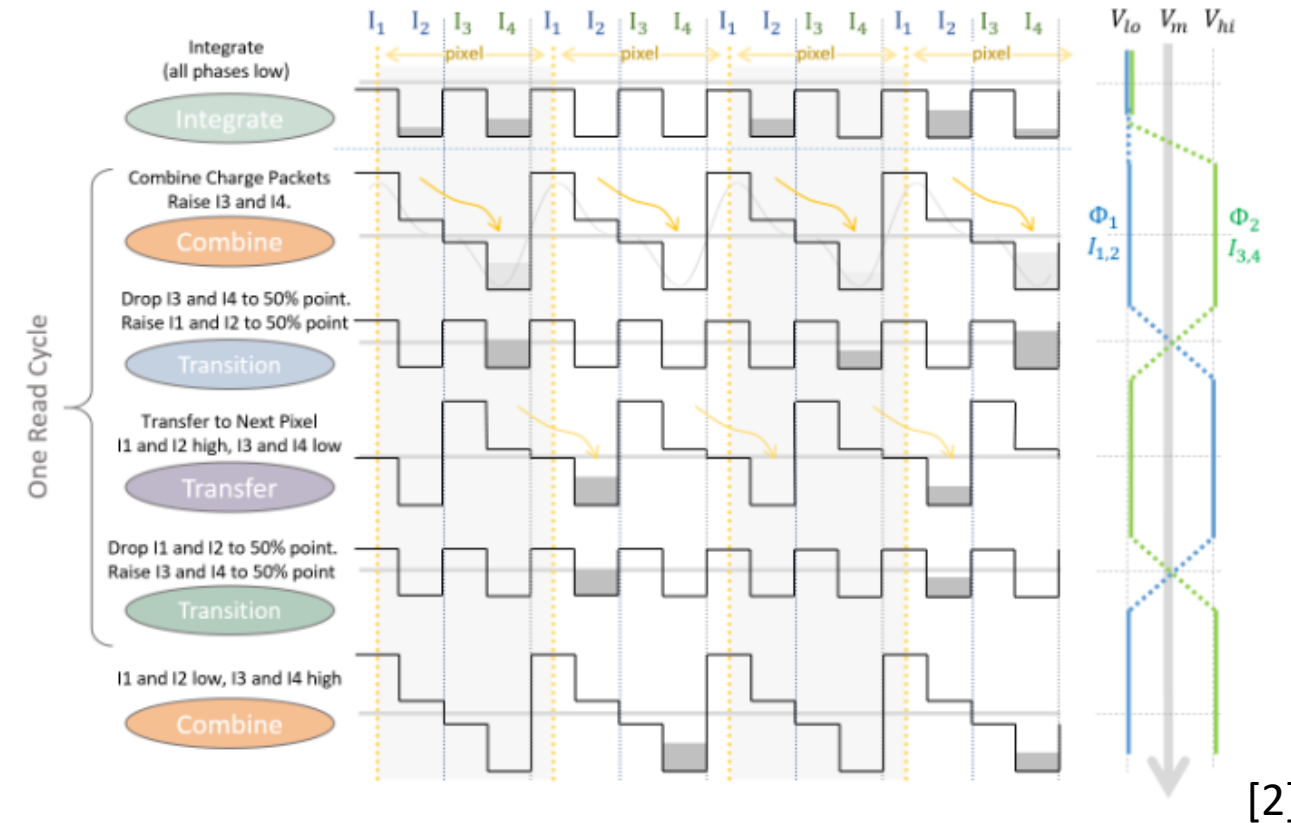 I1 I2 I3 I4 I1 I2 I3 I4 I1 I2 I3 I4 I1 I2 I3 I4
pixel pixel pixel pixel
Vlo Vm Vhi
Integrate
(all phases low)
Integrate
One Read Cycle
Combine Charge Packets
Raise I3 and I4.
Combine
Φ1
I1,2
Φ2
I3,4
Drop I3 and I4 to 50% point.
Raise I1 and I2 to 50% point
Transition
Transfer to Next Pixel
I1 and I2 high, I3 and I4 low
Transfer
Drop I1 and I2 to 50% point.
Raise I3 and I4 to 50% point
Transition
I1 and I2 low, I3 and I4 high
Combine
[2]